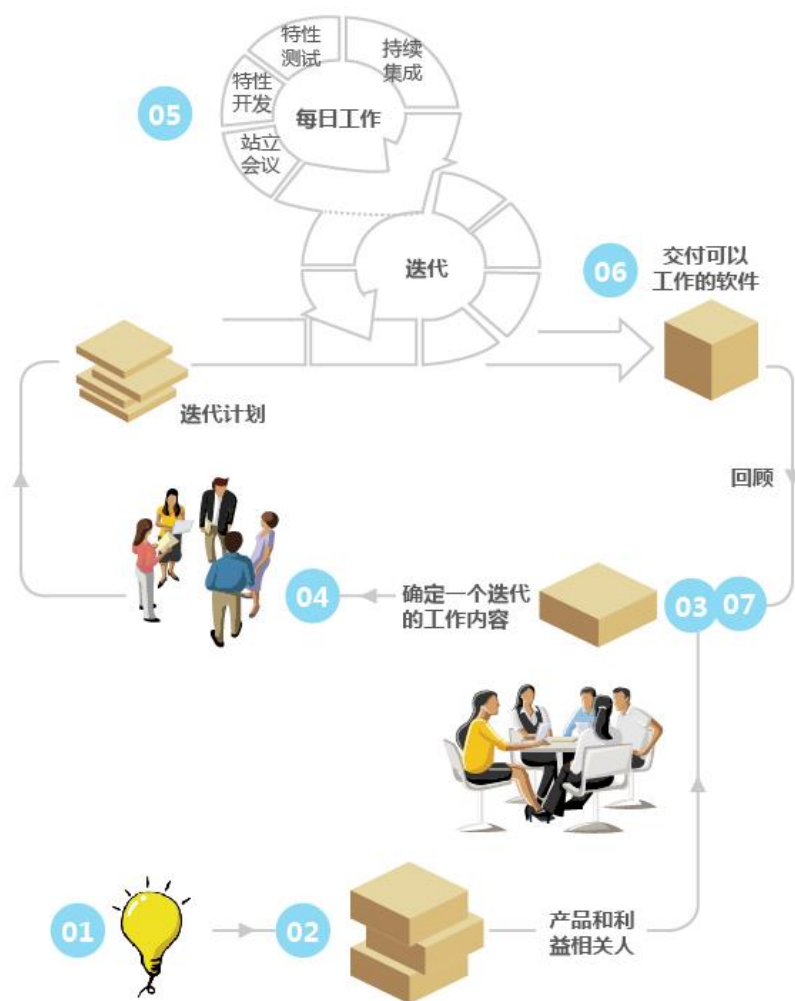 特性
测试
持续
集成
特性
开发
05
每日工作
站立
会议
迭代
06
交付可以
工作的软件
迭代计划
回顾
04
确定一个迭代
的工作内容
03
07
01
02
产品和利
益相关人